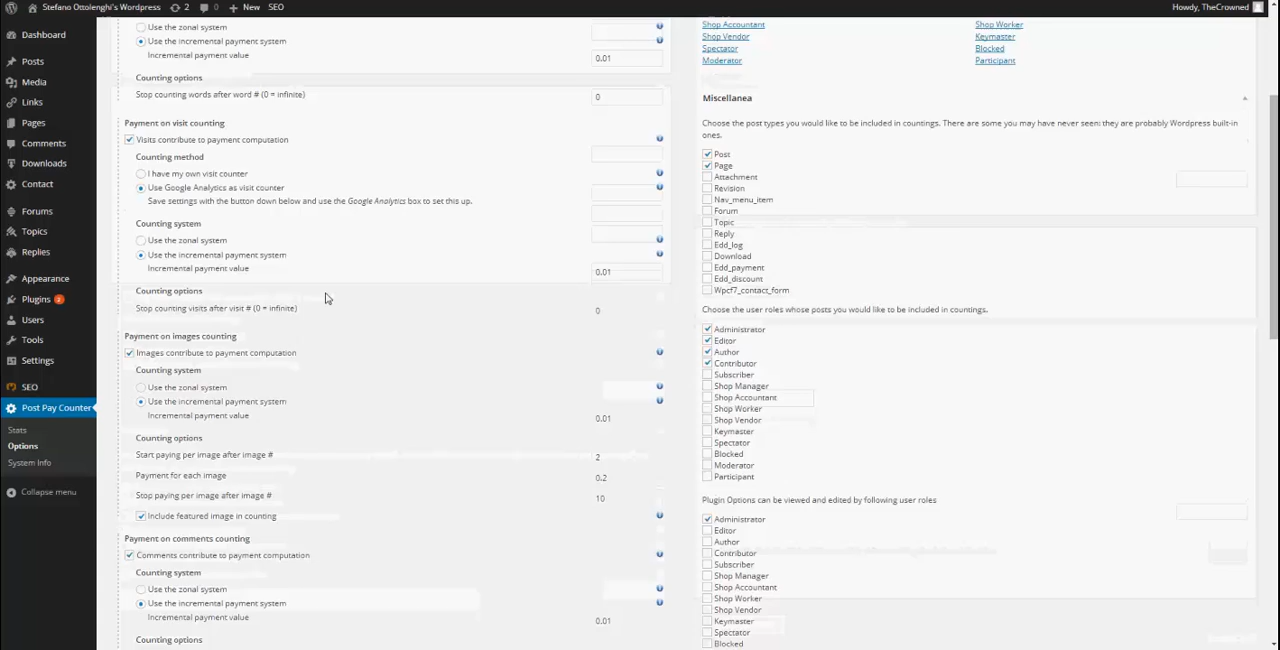 Stefano Ottolenghi's Wordpress 2 0 New SEO Howdy, TheCrowned
Dashboard
Posts
Media
Links
Pages
Comments
Downloads
Contact
Forums
Topics
Replies
Appearance
Plugins 2
Users
Tools
Settings
SEO
Post Pay Counter
Stats
Options
System Info
Collapse menu
Use the zonal system
Use the incremental payment system
Incremental payment value 0.01
Counting options
Stop counting words after word # (0 = infinite) 0
Payment on visit counting
Visits contribute to payment computation
Counting method
I have my own visit counter
Use Google Analytics as visit counter
Save settings with the button down below and use the Google Analytics box to set this up.
Counting system
Use the zonal system
Use the incremental payment system
Incremental payment value 0.01
Counting options
Stop counting visits after visit # (0 = infinite) 0
Payment on images counting
Images contribute to payment computation
Counting system
Use the zonal system
Use the incremental payment system
Incremental payment value 0.01
Counting options
Start paying per image after image # 2
Payment for each image 0.2
Stop paying per image after image # 10
Include featured image in counting
Payment on comments counting
Comments contribute to payment computation
Counting system
Use the zonal system
Use the incremental payment system
Incremental payment value 0.01
Counting options
Shop Accountant Shop Worker
Shop Vendor Keymaster
Spectator Blocked
Moderator Participant
Miscellanea
Choose the post types you would like to be included in countings. There are some you may have never seen: they are probably Wordpress built-in
ones.
Post
Page
Attachment
Revision
Nav_menu_item
Forum
Topic
Reply
Edd_log
Download
Edd_payment
Edd_discount
Wpcf7_contact_form
Choose the user roles whose posts you would like to be included in countings.
Administrator
Editor
Author
Contributor
Subscriber
Shop Manager
Shop Accountant
Shop Worker
Shop Vendor
Keymaster
Spectator
Blocked
Moderator
Participant
Plugin Options can be viewed and edited by following user roles
Administrator
Editor
Author
Contributor
Subscriber
Shop Manager
Shop Accountant
Shop Worker
Shop Vendor
Keymaster
Spectator
Blocked